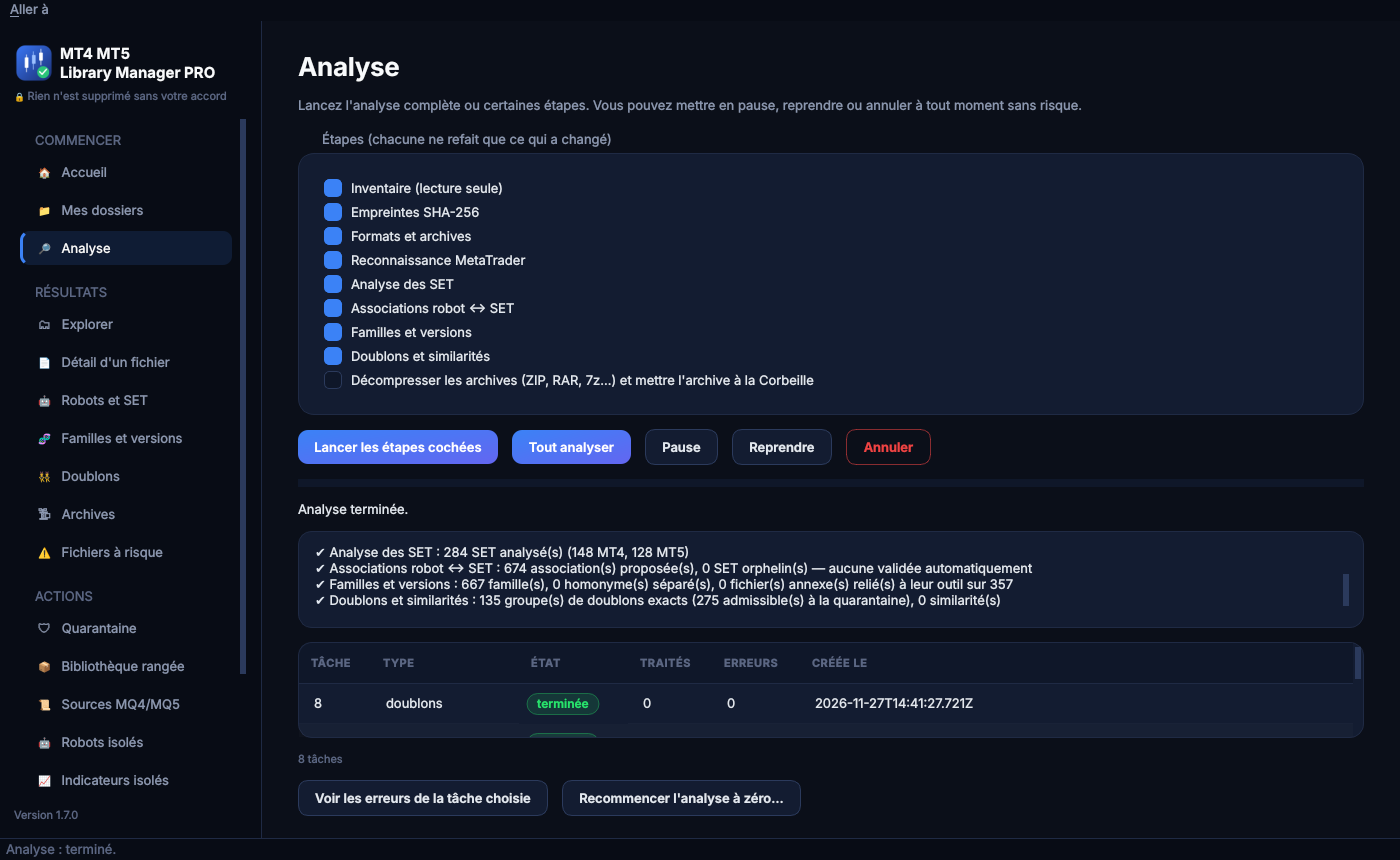 Aller à
MT4 MT5
Library Manager PRO
Rien n'est supprimé sans votre accord
COMMENCER
Accueil
Mes dossiers
Analyse
RÉSULTATS
Explorer
Détail d'un fichier
Robots et SET
Familles et versions
Doublons
Archives
Fichiers à risque
ACTIONS
Quarantaine
Bibliothèque rangée
Sources MQ4/MQ5
Robots isolés
Indicateurs isolés
Version 1.7.0
Analyse
Lancez l'analyse complète ou certaines étapes. Vous pouvez mettre en pause, reprendre ou annuler à tout moment sans risque.
Étapes (chacune ne refait que ce qui a changé)
Inventaire (lecture seule)
Empreintes SHA-256
Formats et archives
Reconnaissance MetaTrader
Analyse des SET
Associations robot ↔ SET
Familles et versions
Doublons et similarités
Décompresser les archives (ZIP, RAR, 7z...) et mettre l'archive à la Corbeille
Lancer les étapes cochées
Tout analyser
Pause
Reprendre
Annuler
Analyse terminée.
✔ Analyse des SET : 284 SET analysé(s) (148 MT4, 128 MT5)
✔ Associations robot ↔ SET : 674 association(s) proposée(s), 0 SET orphelin(s) — aucune validée automatiquement
✔ Familles et versions : 667 famille(s), 0 homonyme(s) séparé(s), 0 fichier(s) annexe(s) relié(s) à leur outil sur 357
✔ Doublons et similarités : 135 groupe(s) de doublons exacts (275 admissible(s) à la quarantaine), 0 similarité(s)
TÂCHE TYPE ÉTAT TRAITÉS ERREURS CRÉÉE LE
8 doublons terminée 0 0 2026-11-27T14:41:27.721Z
8 tâches
Voir les erreurs de la tâche choisie
Recommencer l'analyse à zéro...
Analyse : terminé.